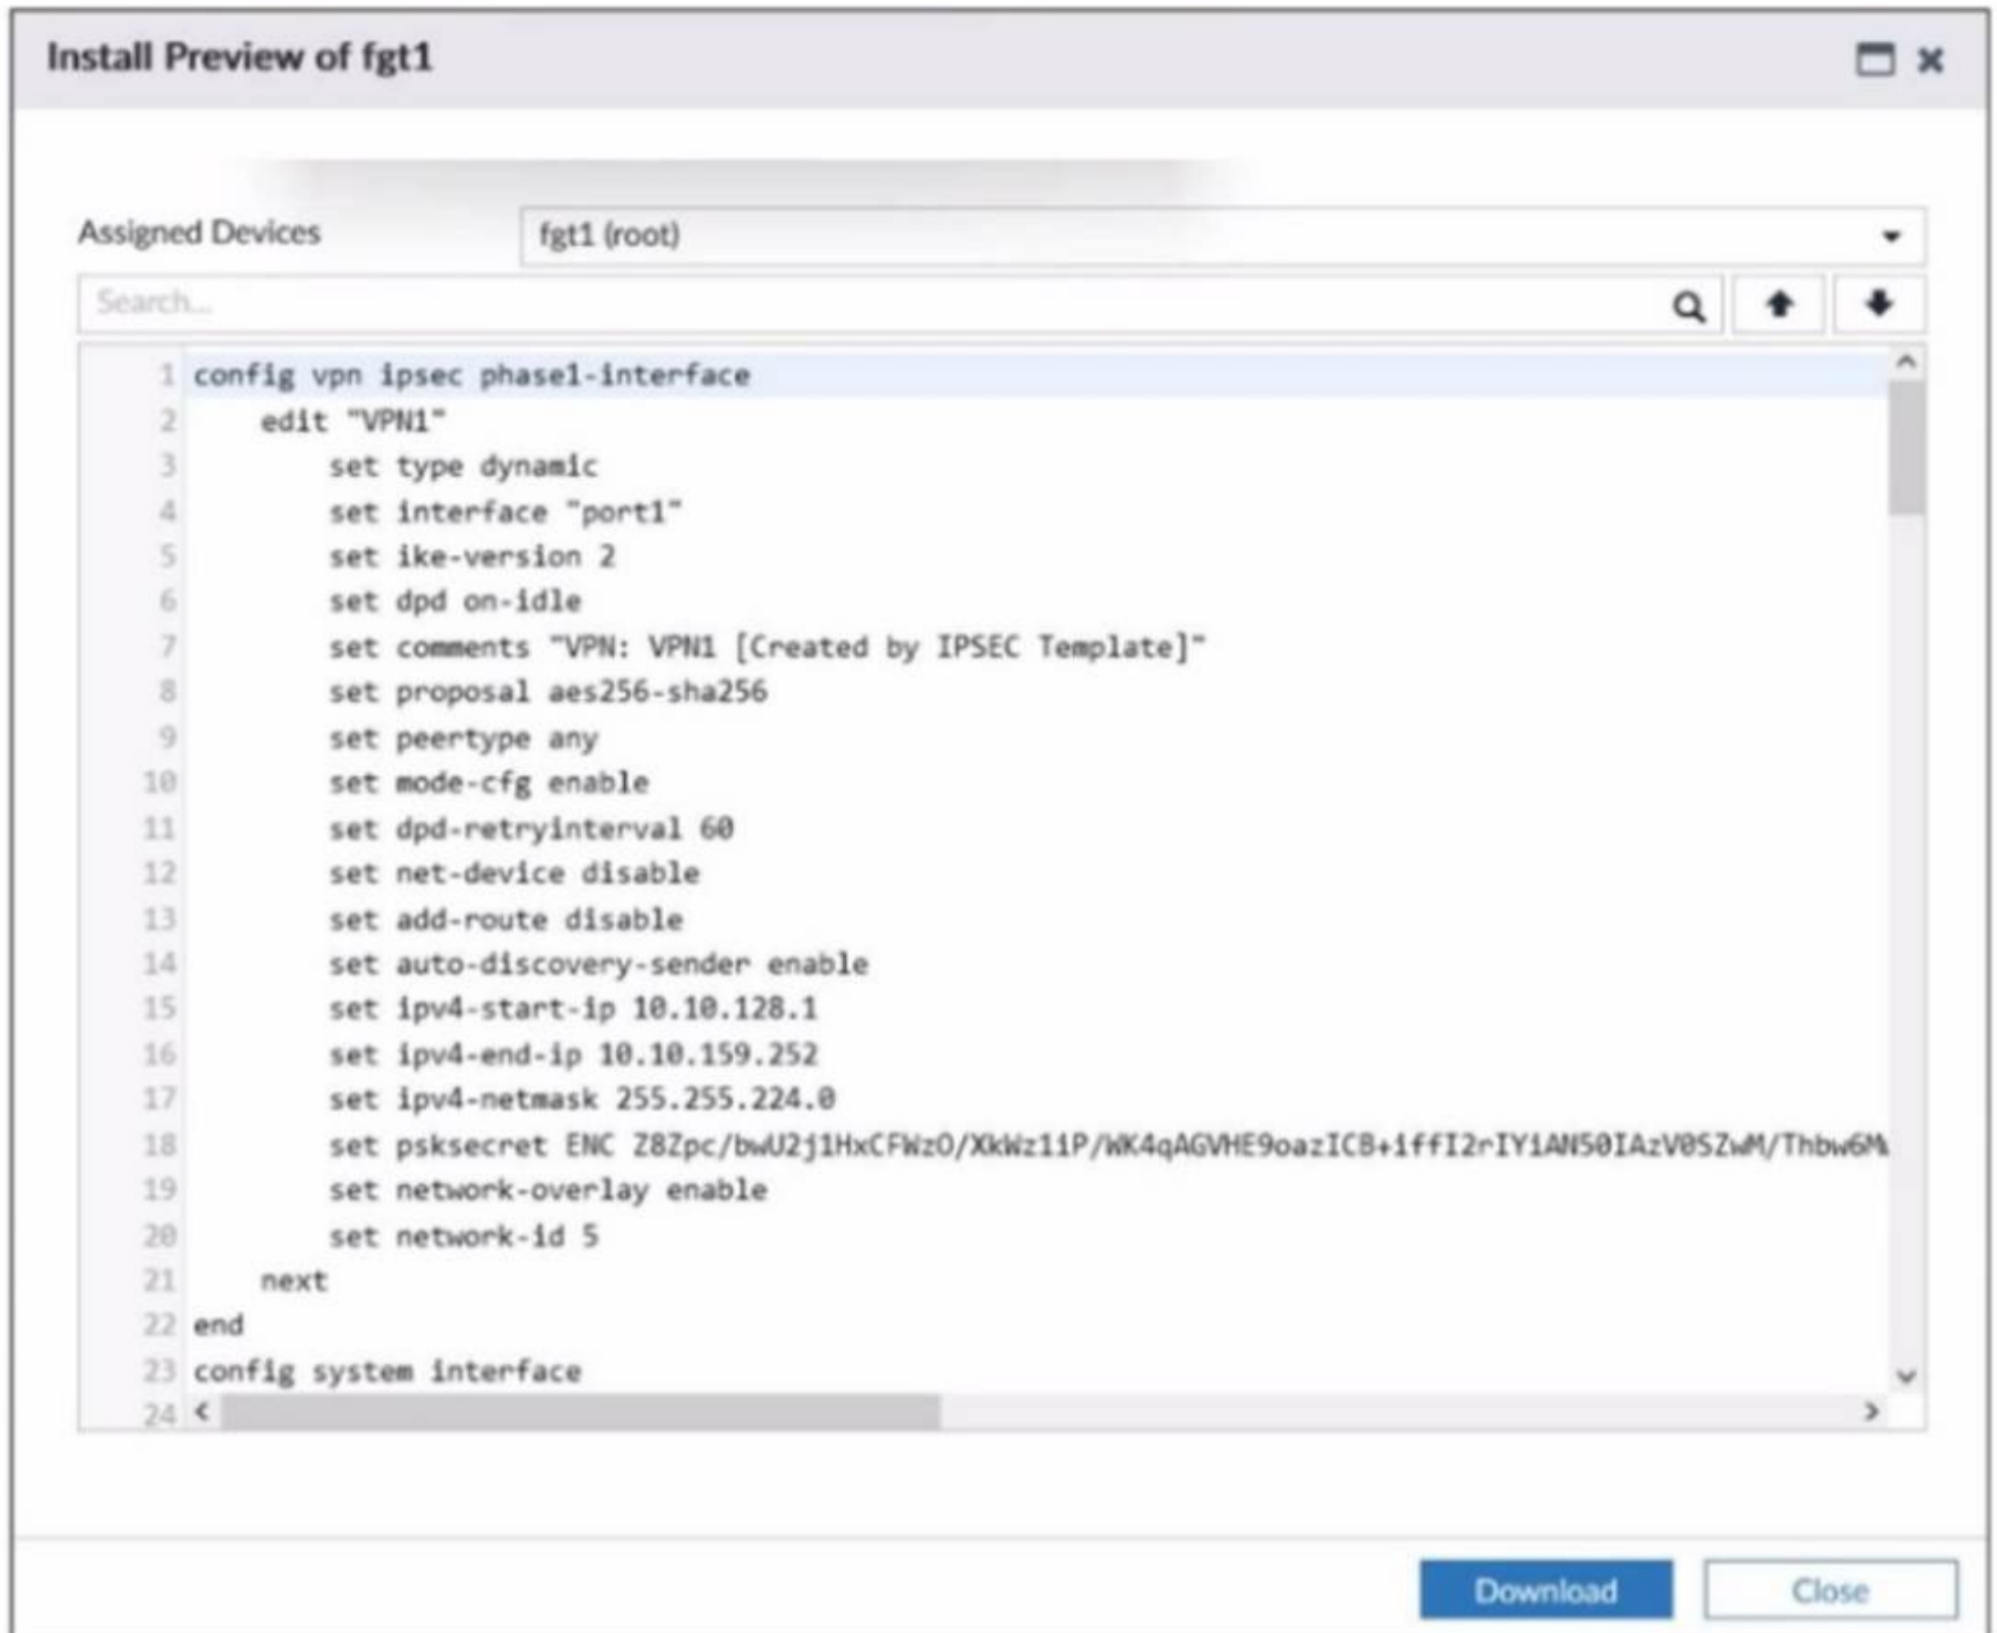 Install Preview of fgt1
Assigned Devices
fgt1 (root)
Search...
1 config vpn ipsec phase1-interface
2 edit "VPN1"
3 set type dynamic
4 set interface "port1"
5 set ike-version 2
6 set dpd on-idle
7 set comments "VPN: VPN1 [Created by IPSEC Template]"
8 set proposal aes256-sha256
9 set peertype any
10 set mode-cfg enable
11 set dpd-retryinterval 60
12 set net-device disable
13 set add-route disable
14 set auto-discovery-sender enable
15 set ipv4-start-ip 10.10.128.1
16 set ipv4-end-ip 10.10.159.252
17 set ipv4-netmask 255.255.224.0
18 set psksecret ENC
19 set network-overlay enable
20 set network-id 5
21 next
22 end
23 config system interface
24
Download
Close